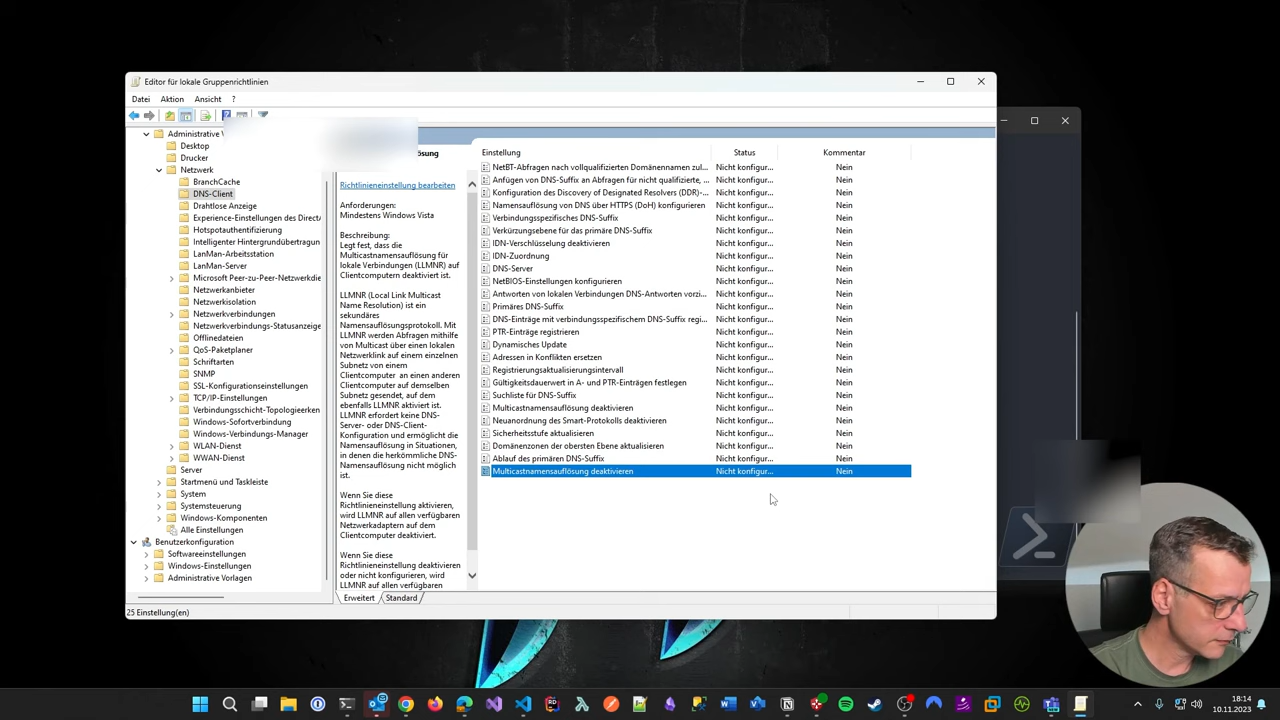 Editor für lokale Gruppenrichtlinien
Datei Aktion Ansicht ?
Administrative
Desktop
Drucker
Netzwerk
BranchCache
DNS-Client
Drahtlose Anzeige
Experience-Einstellungen des DirectA
Hotspotauthentifizierung
Intelligenter Hintergrundübertragun
LanMan-Arbeitsstation
LanMan-Server
Microsoft Peer-zu-Peer-Netzwerkdie
Netzwerkanbieter
Netzwerkisolation
Netzwerkverbindungen
Netzwerkverbindungs-Statusanzeige
Offlinedateien
QoS-Paketplaner
Schriftarten
SNMP
SSL-Konfigurationseinstellungen
TCP/IP-Einstellungen
Verbindungsschicht-Topologieerken
Windows-Sofortverbindung
Windows-Verbindungs-Manager
WLAN-Dienst
WWAN-Dienst
Server
Startmenü und Taskleiste
System
Systemsteuerung
Windows-Komponenten
Alle Einstellungen
Benutzerkonfiguration
Softwareeinstellungen
Windows-Einstellungen
Administrative Vorlagen
ösung
Richtlinieneinstellung bearbeiten
Anforderungen:
Mindestens Windows Vista
Beschreibung:
Legt fest, dass die
Multicastnamensauflösung für
lokale Verbindungen (LLMNR) auf
Clientcomputern deaktiviert ist.
LLMNR (Local Link Multicast
Name Resolution) ist ein
sekundäres
Namensauflösungsprotokoll. Mit
LLMNR werden Abfragen mithilfe
von Multicast über einen lokalen
Netzwerklink auf einem einzelnen
Subnetz von einem
Clientcomputer an einen anderen
Clientcomputer auf demselben
Subnetz gesendet, auf dem
ebenfalls LLMNR aktiviert ist.
LLMNR erfordert keine DNS-
Server- oder DNS-Client-
Konfiguration und ermöglicht die
Namensauflösung in Situationen,
in denen die herkömmliche DNS-
Namensauflösung nicht möglich
ist.
Wenn Sie diese
Richtlinieneinstellung aktivieren,
wird LLMNR auf allen verfügbaren
Netzwerkadaptern auf dem
Clientcomputer deaktiviert.
Wenn Sie diese
Richtlinieneinstellung deaktivieren
oder nicht konfigurieren, wird
LLMNR auf allen verfügbaren
Einstellung Status Kommentar
NetBT-Abfragen nach vollqualifizierten Domänennamen zul... Nicht konfigur... Nein
Anfügen von DNS-Suffix an Abfragen für nicht qualifizierte, ... Nicht konfigur... Nein
Konfiguration des Discovery of Designated Resolvers (DDR)-... Nicht konfigur... Nein
Namensauflösung von DNS über HTTPS (DoH) konfigurieren Nicht konfigur... Nein
Verbindungsspezifisches DNS-Suffix Nicht konfigur... Nein
Verkürzungsebene für das primäre DNS-Suffix Nicht konfigur... Nein
IDN-Verschlüsselung deaktivieren Nicht konfigur... Nein
IDN-Zuordnung Nicht konfigur... Nein
DNS-Server Nicht konfigur... Nein
NetBIOS-Einstellungen konfigurieren Nicht konfigur... Nein
Antworten von lokalen Verbindungen DNS-Antworten vorzi... Nicht konfigur... Nein
Primäres DNS-Suffix Nicht konfigur... Nein
DNS-Einträge mit verbindungsspezifischem DNS-Suffix regi... Nicht konfigur... Nein
PTR-Einträge registrieren Nicht konfigur... Nein
Dynamisches Update Nicht konfigur... Nein
Adressen in Konflikten ersetzen Nicht konfigur... Nein
Registrierungsaktualisierungsintervall Nicht konfigur... Nein
Gültigkeitsdauerwert in A- und PTR-Einträgen festlegen Nicht konfigur... Nein
Suchliste für DNS-Suffix Nicht konfigur... Nein
Multicastnamensauflösung deaktivieren Nicht konfigur... Nein
Neuanordnung des Smart-Protokolls deaktivieren Nicht konfigur... Nein
Sicherheitsstufe aktualisieren Nicht konfigur... Nein
Domänenzonen der obersten Ebene aktualisieren Nicht konfigur... Nein
Ablauf des primären DNS-Suffix Nicht konfigur... Nein
Multicastnamensauflösung deaktivieren Nicht konfigur... Nein
Erweitert Standard
25 Einstellung(en)
18:14
10.11.2023